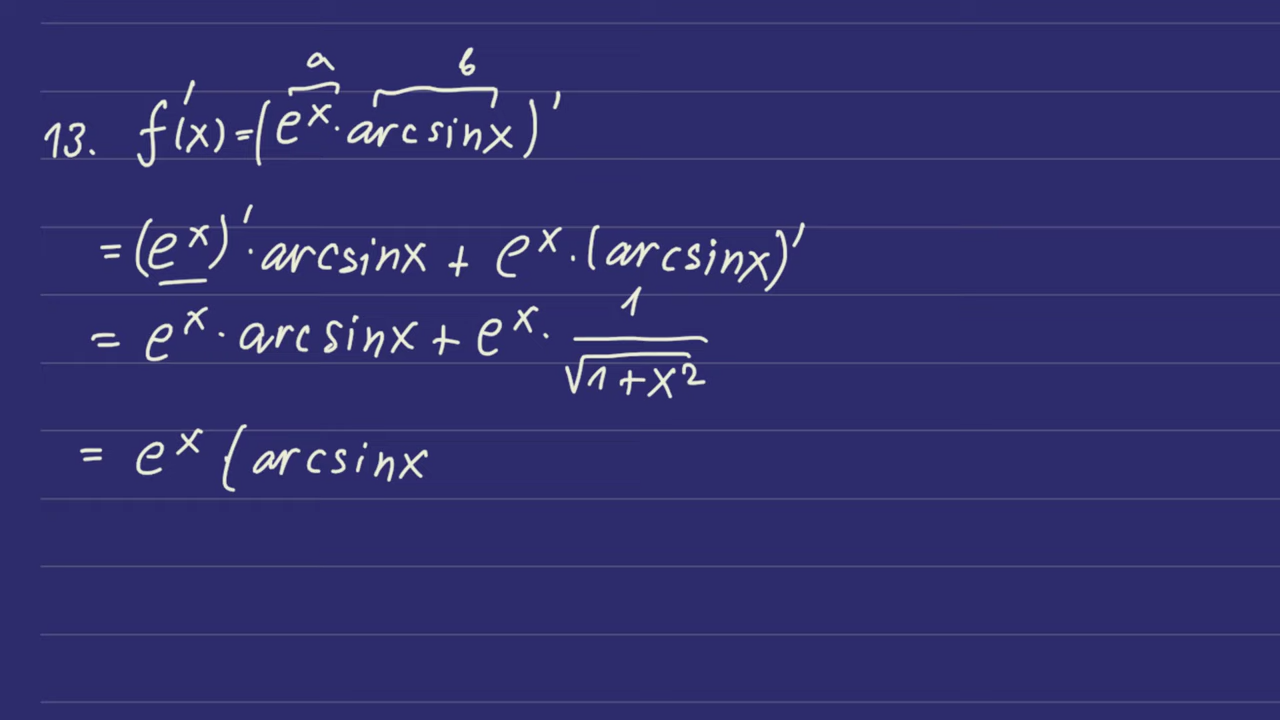 a b
13. f'(x)=(e^x · arcsinx)'
=(e^x)' · arcsinx + e^x · (arcsinx)'
= e^x · arcsinx + e^x · 1/√(1+x²)
= e^x (arcsinx